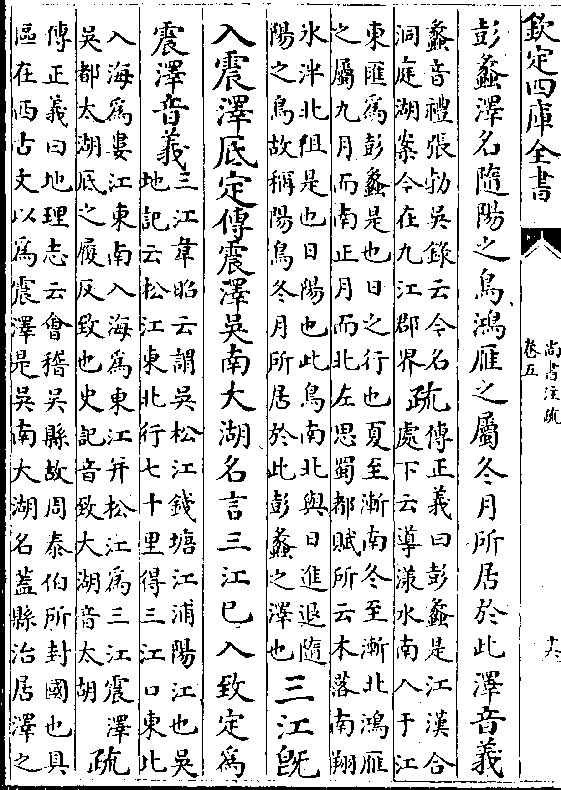 欽定四庫全書
尚書注疏
卷五
十六
彭蠡澤名隨陽之鳥鴻雁之屬冬月所居於此澤音義
蠡音禮張勃吳錄云今名
洞庭湖案今在九江郡界
疏
傳正義曰彭蠡是江漢合
處下云導漾水南入于江
東匯為彭蠡是也日之行也夏至漸南冬至漸北鴻雁
之屬九月而南正月而北左思蜀都賦所云木落南翔
氷泮北徂是也日陽也此鳥南北與日進退隨
陽之鳥故稱陽鳥冬月所居於此彭蠡之澤也
三江旣
入震澤厎定傳震澤吳南大湖名言三江已入致定為
震澤音義
三江韋昭云謂吳松江錢塘江浦陽江也吳
地記云松江東北行七十里得三江口東北
入海為婁江東南入海為東江并松江為三江震澤
吳都太湖厎之履反致也史記音致大湖音太胡
疏
傳正義曰地理志云會稽吳縣故周泰伯所封國也具
區在西古文以為震澤是吳南大湖名蓋縣治居澤之